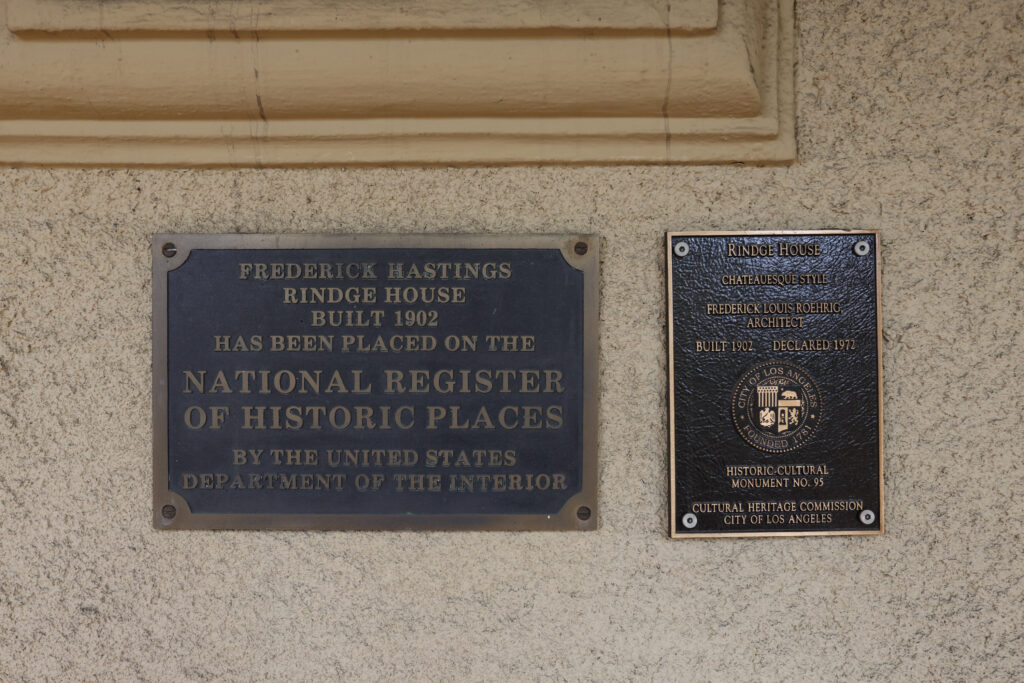 FREDERICK HASTINGS
RINDGE HOUSE
BUILT 1902
HAS BEEN PLACED ON THE
NATIONAL REGISTER
OF HISTORIC PLACES
BY THE UNITED STATES
DEPARTMENT OF THE INTERIOR
RINDGE HOUSE
CHATEAUESQUE STYLE
FREDERICK LOUIS ROEHRIG,
ARCHITECT
BUILT 1902 DECLARED 1972
CITY OF LOS ANGELES
FOUNDED 1781
HISTORIC-CULTURAL
MONUMENT NO. 95
CULTURAL HERITAGE COMMISSION
CITY OF LOS ANGELES